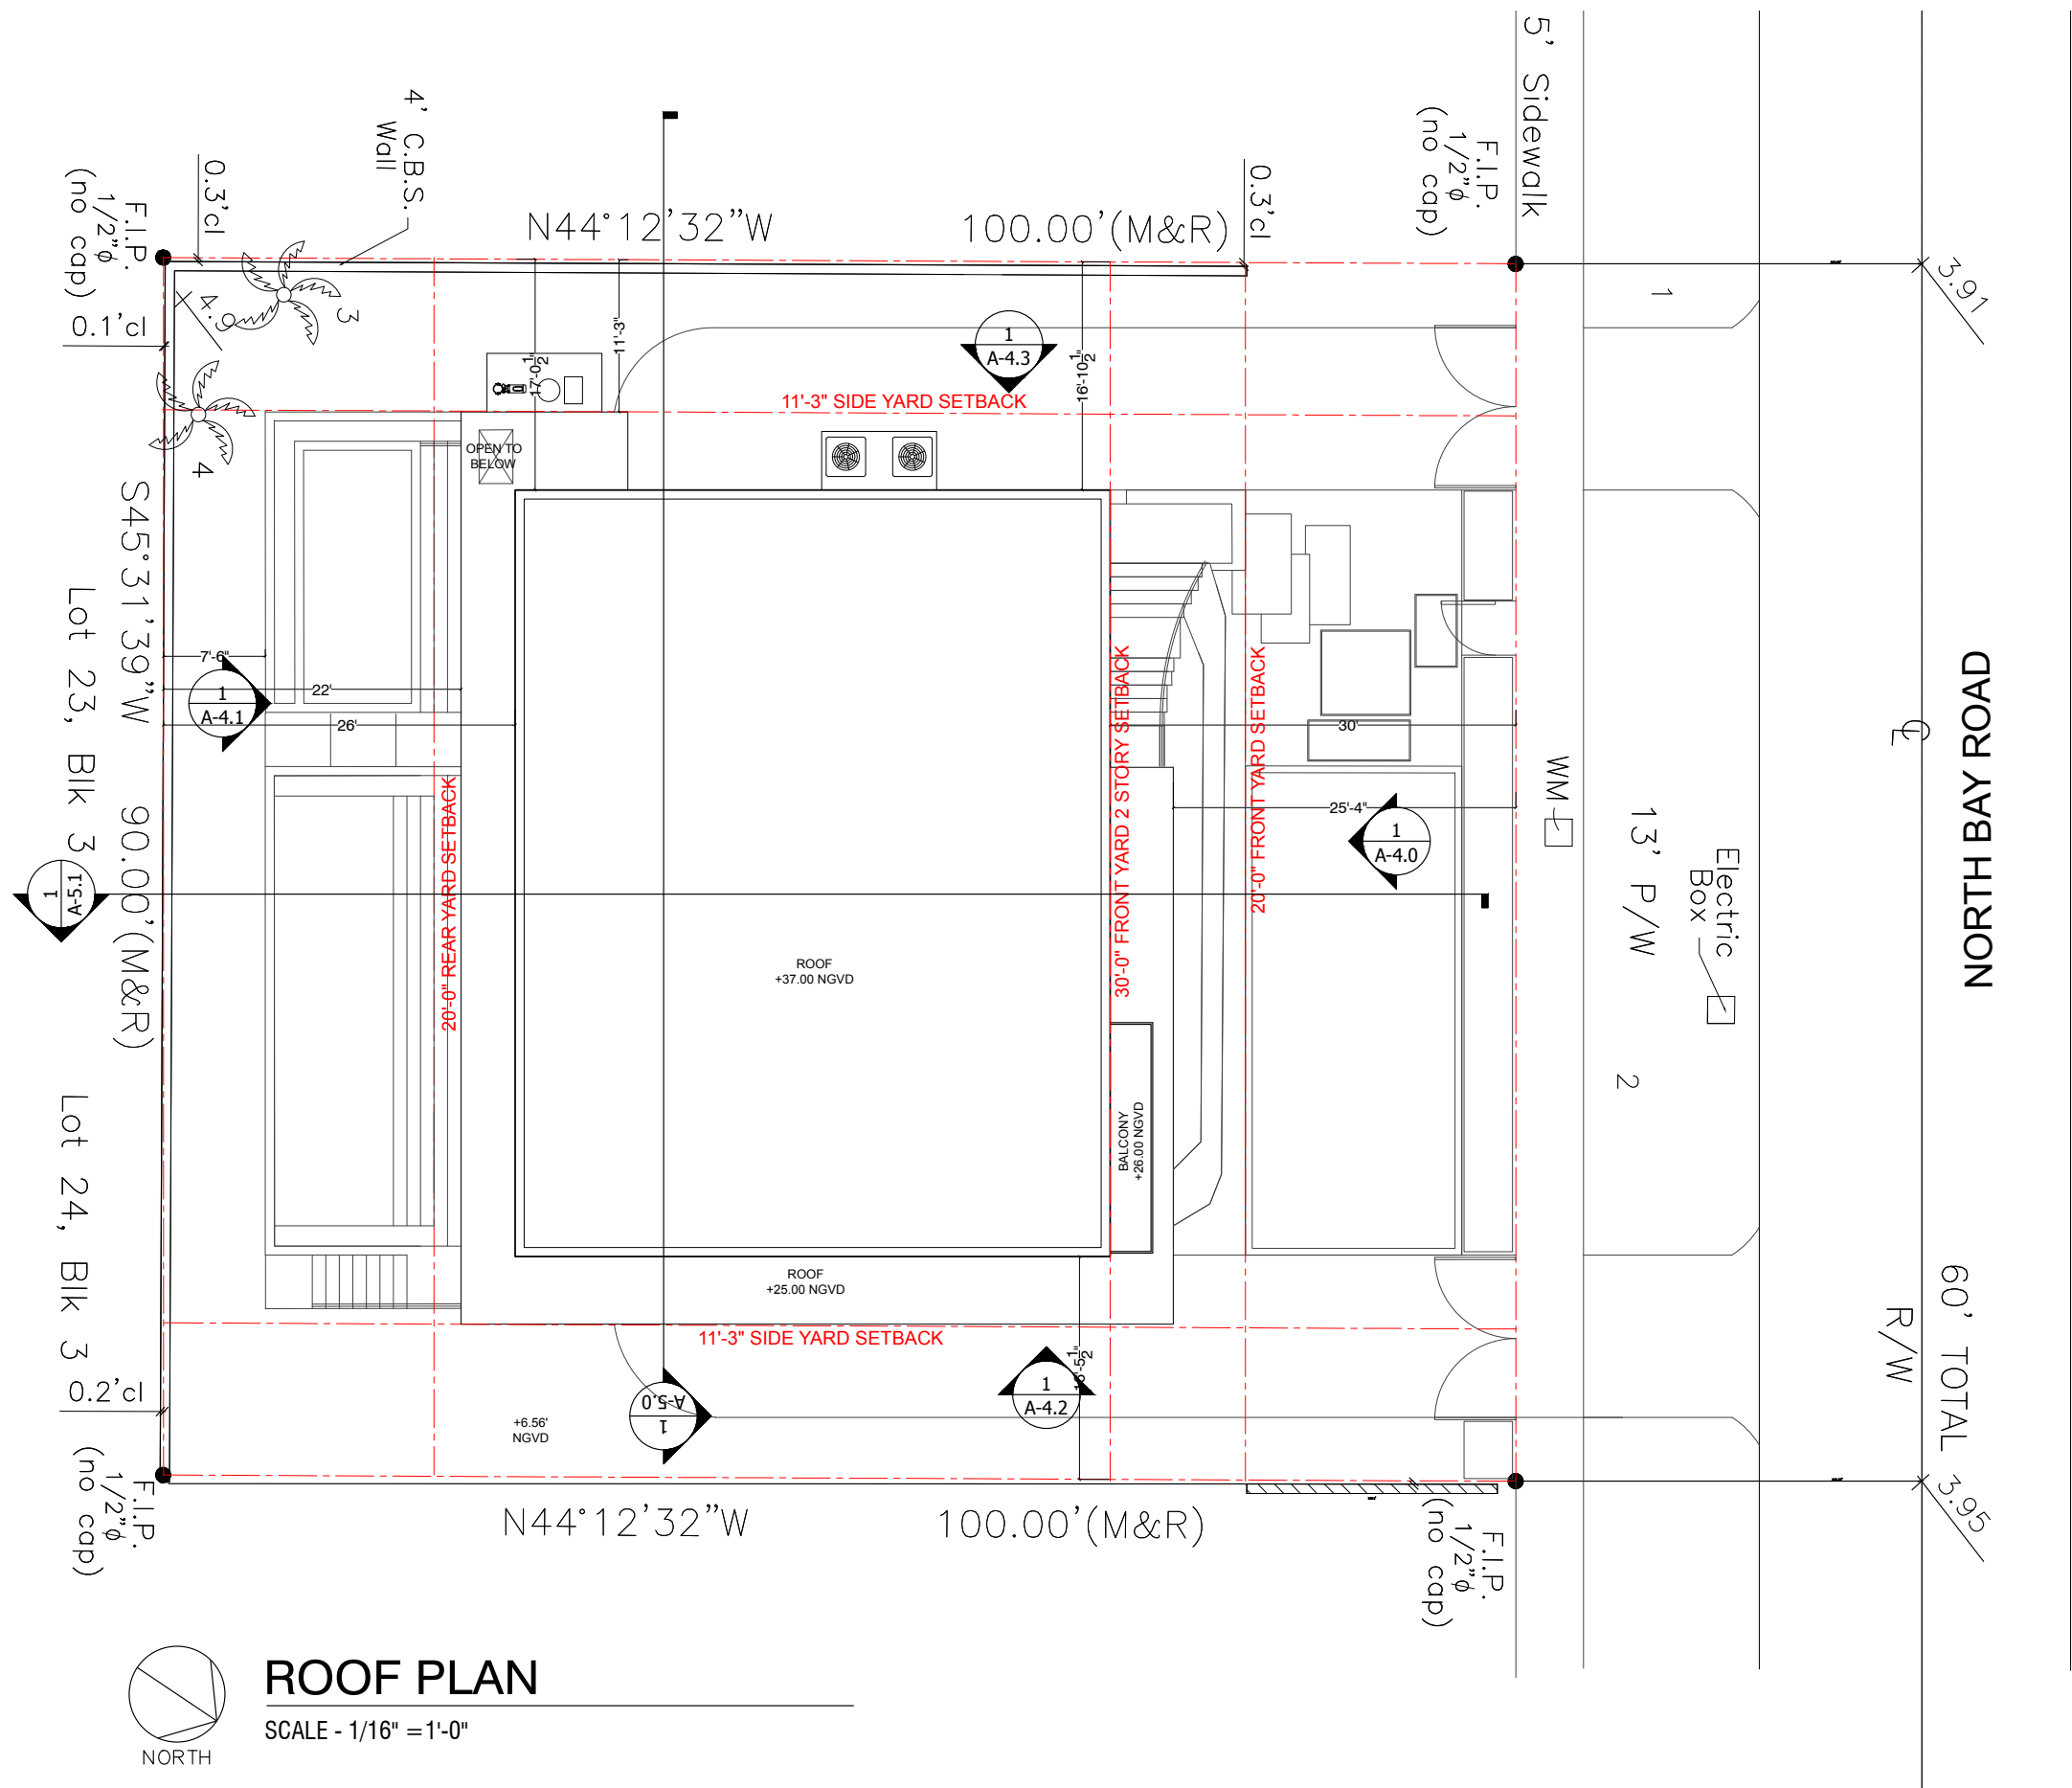 5' Sidewalk
4' C.B.S.
Wall
F.I.P.
1/2"ϕ
(no cap)
0.3'cl
N44°12'32"W
100.00'(M&R)
0.3'cl
F.I.P.
1/2"ϕ
(no cap)
3.91
1
0.1'cl
4.9
3
4
17'-0 1/2"
11'-3"
1
A-4.3
16'-10 1/2"
11'-3" SIDE YARD SETBACK
OPEN TO
BELOW
S45°31'39"W
90.00'(M&R)
Lot 23, Blk 3
7'-6"
22'
26'
1
A-4.1
20'-0" REAR YARD SETBACK
30'-0" FRONT YARD 2 STORY SETBACK
20'-0" FRONT YARD SETBACK
30'
25'-4"
1
A-4.0
WM
13' P/W
Electric
Box
℄
NORTH BAY ROAD
1
A-5.1
ROOF
+37.00 NGVD
BALCONY
+26.00 NGVD
2
Lot 24, Blk 3
ROOF
+25.00 NGVD
11'-3" SIDE YARD SETBACK
60' TOTAL
R/W
0.2'cl
+6.56'
NGVD
1
A-5.0
1
A-4.2
F.I.P.
1/2"ϕ
(no cap)
N44°12'32"W
100.00'(M&R)
F.I.P.
1/2"ϕ
(no cap)
3.95
ROOF PLAN
SCALE - 1/16" =1'-0"
NORTH